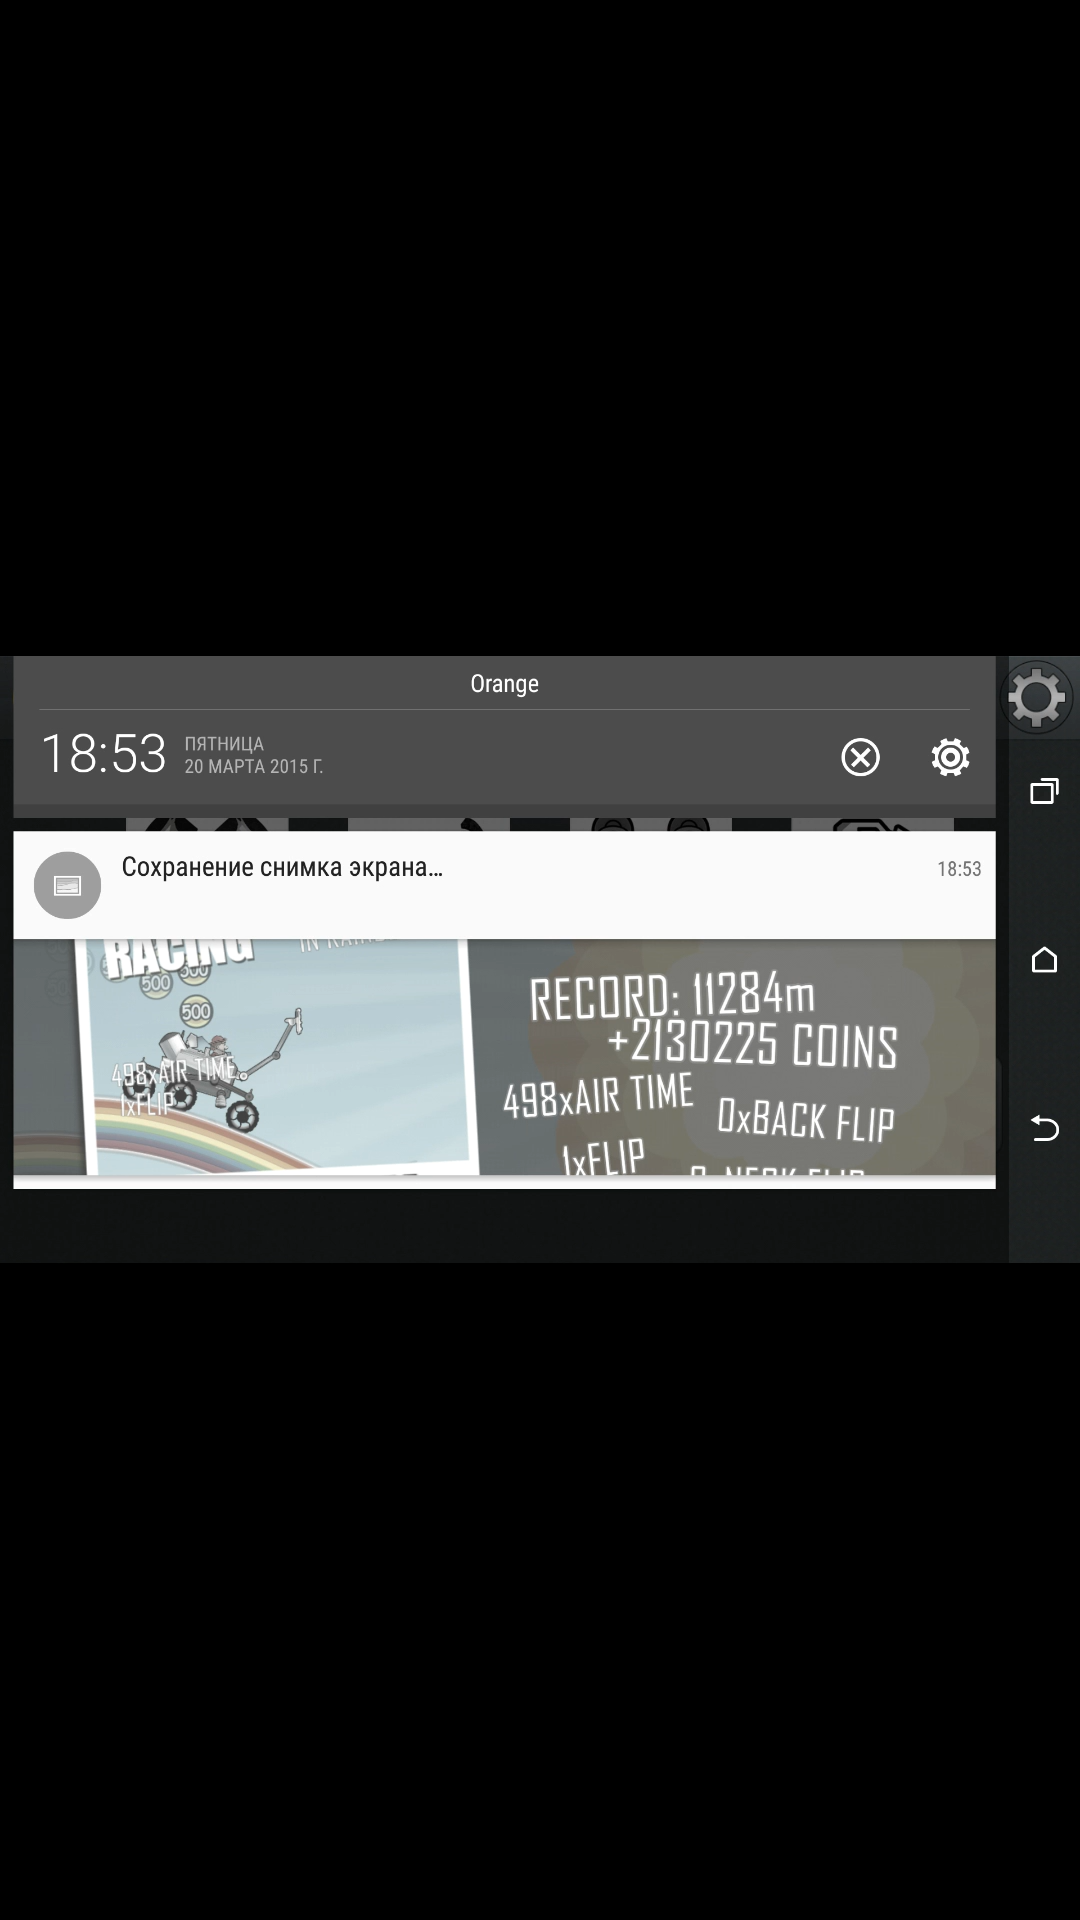 Orange
18:53
ПЯТНИЦА
20 МАРТА 2015 Г.
Сохранение снимка экрана...
18:53
RACING
500
500
500
498xAIR TIME
1xFLIP
RECORD: 11284m
+2130225 COINS
498xAIR TIME
0xBACK FLIP
1xFLIP